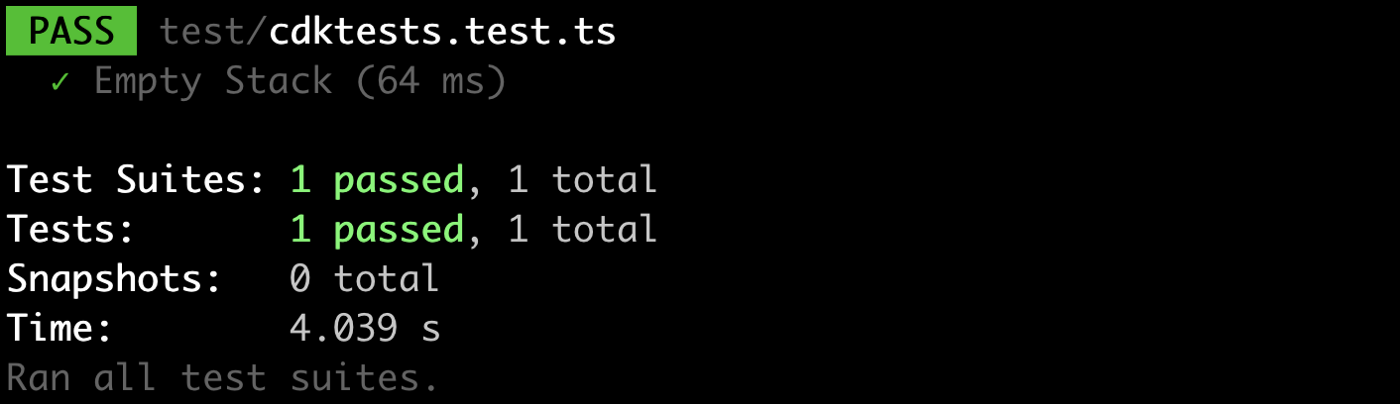 PASS test/cdktests.test.ts
✓ Empty Stack (64 ms)
Test Suites: 1 passed, 1 total
Tests: 1 passed, 1 total
Snapshots: 0 total
Time: 4.039 s
Ran all test suites.